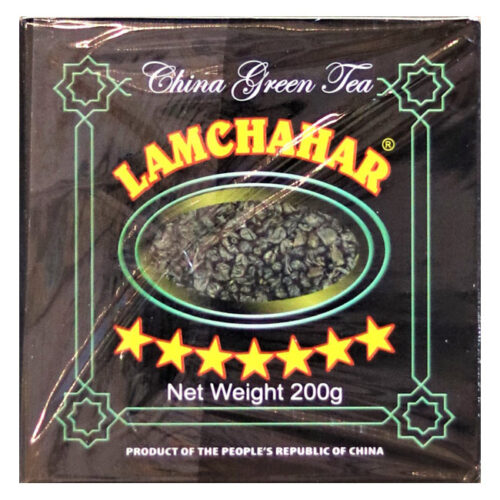 China Green Tea
LAMCHAHAR®
Net Weight 200g
PRODUCT OF THE PEOPLE'S REPUBLIC OF CHINA